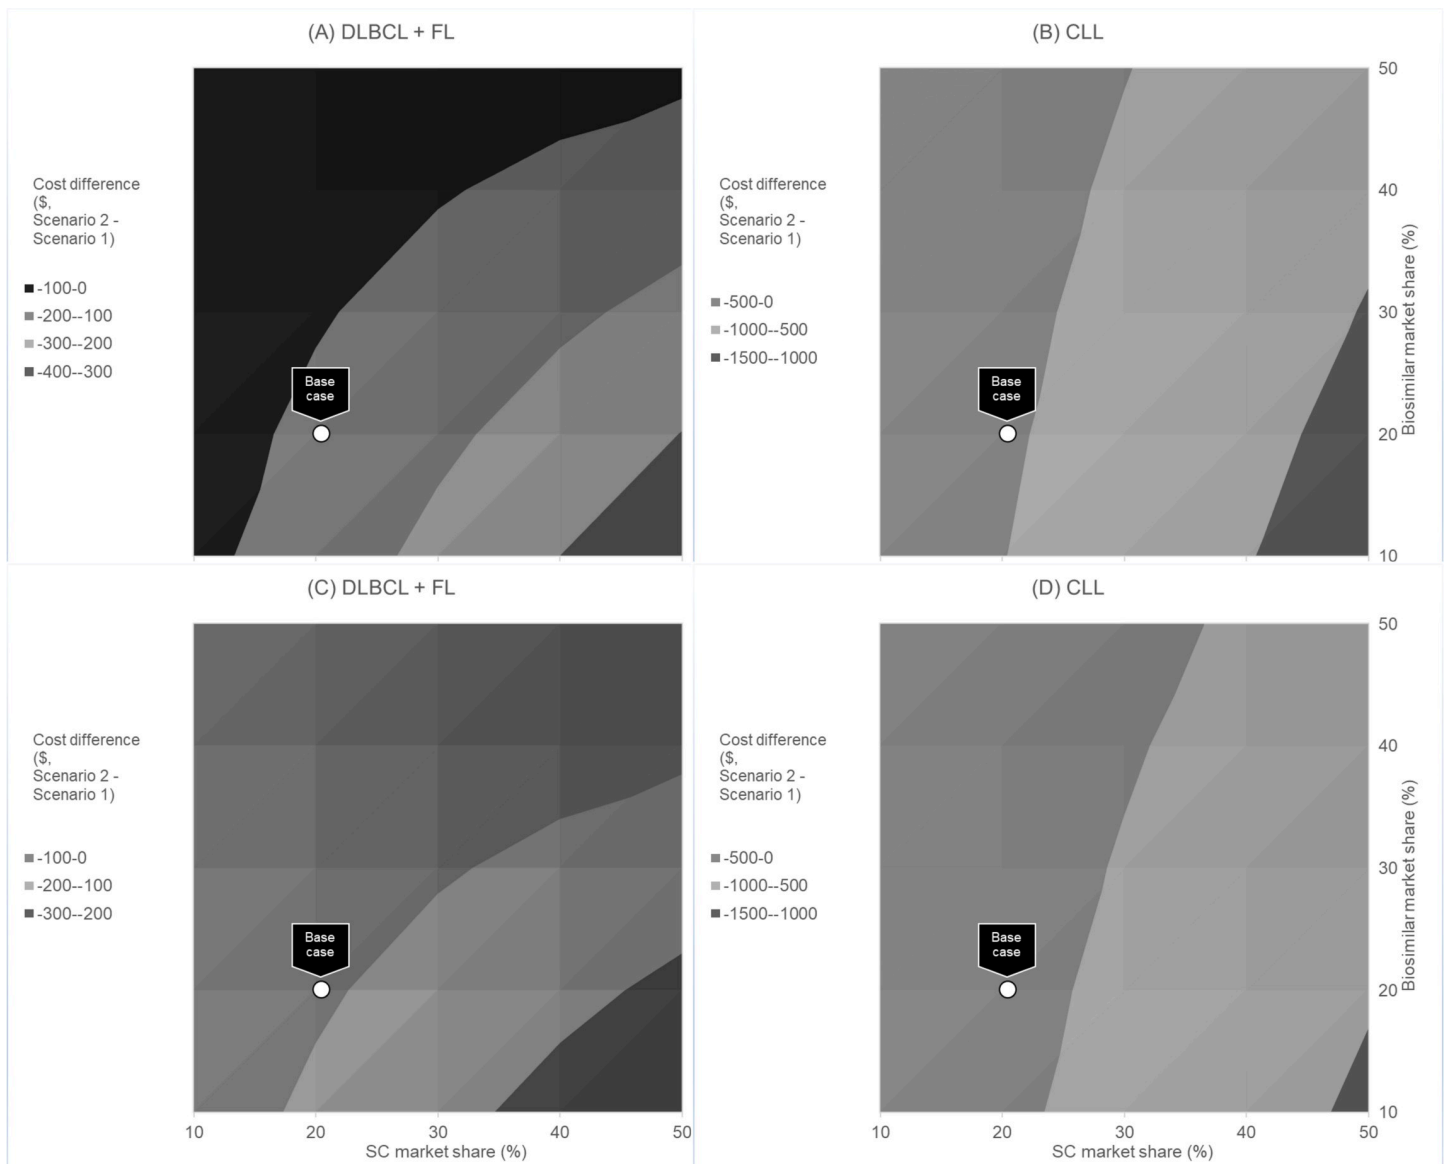 (A) DLBCL + FL
Cost difference
($,
Scenario 2 -
Scenario 1)
-100-0
-200--100
-300--200
-400--300
Base
case
(B) CLL
Cost difference
($,
Scenario 2 -
Scenario 1)
-500-0
-1000--500
-1500--1000
Base
case
50
40
30
20
10
Biosimilar market share (%)
(C) DLBCL + FL
Cost difference
($,
Scenario 2 -
Scenario 1)
-100-0
-200--100
-300--200
Base
case
10 20 30 40 50
SC market share (%)
(D) CLL
Cost difference
($,
Scenario 2 -
Scenario 1)
-500-0
-1000--500
-1500--1000
Base
case
50
40
30
20
10
Biosimilar market share (%)
10 20 30 40 50
SC market share (%)